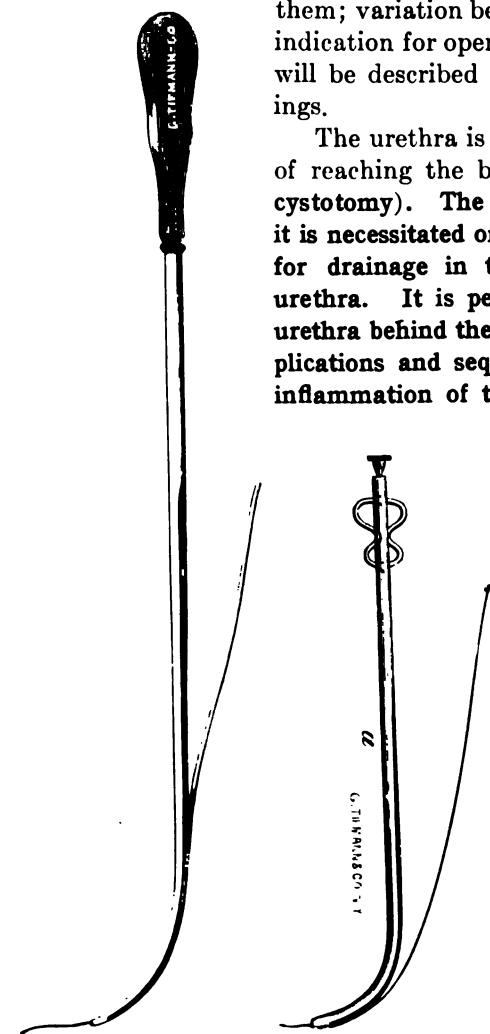 G. TIEMANN-CO
them; variation be
indication for oper
will be described
ings.
The urethra is
of reaching the b
cystotomy). The
it is necessitated o
for drainage in t
urethra. It is pe
urethra behind the
plications and seq
inflammation of t
a
G. TIEMANN & CO